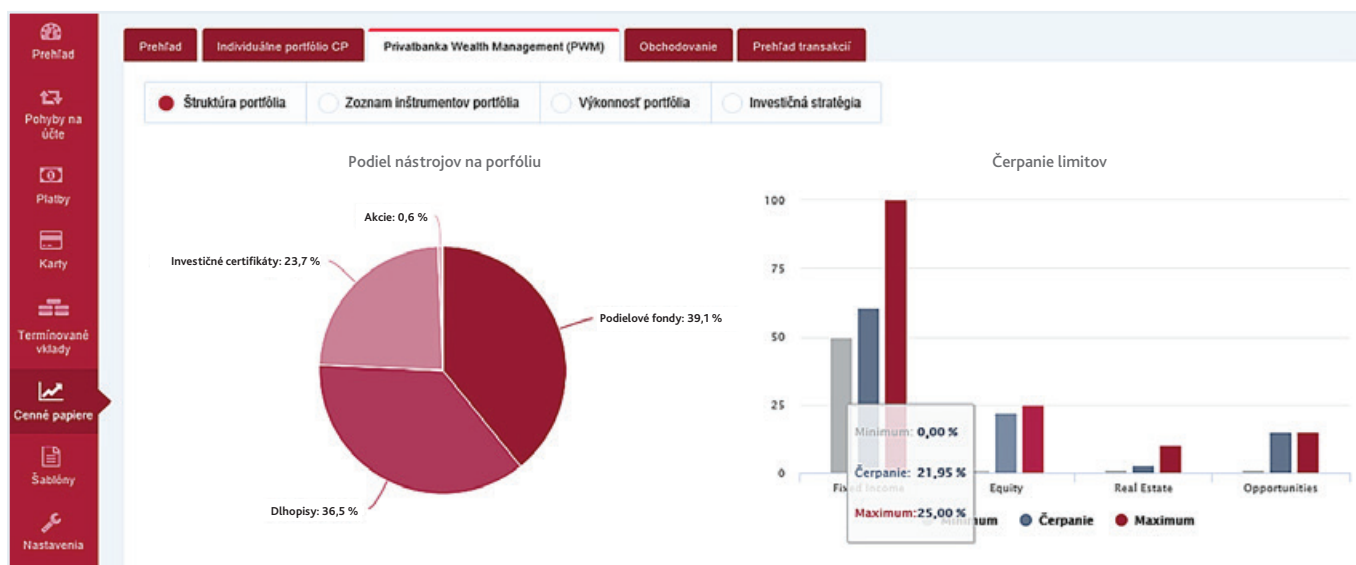 Prehľad
Pohyby na
účte
Platby
Karty
Termínované
vklady
Cenné papiere
Šablóny
Nastavenia
Prehľad
Individuálne portfólio CP
Privatbanka Wealth Management (PWM)
Obchodovanie
Prehľad transakcií
Štruktúra portfólia
Zoznam inštrumentov portfólia
Výkonnosť portfólia
Investičná stratégia
Podiel nástrojov na porfóliu
Akcie: 0,6 %
Investičné certifikáty: 23,7 %
Podielové fondy: 39,1 %
Dlhopisy: 36,5 %
Čerpanie limitov
100
75
50
25
0
Minimum: 0,00 %
Čerpanie: 21,95 %
Maximum: 25,00 %
Fixed Income
Equity
Real Estate
Opportunities
Minimum
Čerpanie
Maximum